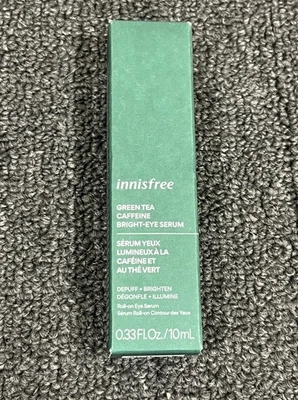 innisfree
GREEN TEA
CAFFEINE
BRIGHT-EYE SERUM
SÉRUM YEUX
LUMINEUX À LA
CAFÉINE ET
AU THÉ VERT
DEPUFF + BRIGHTEN
DÉGONFLE + ILLUMINE
Roll-on Eye Serum
Sérum Roll-on Contour des Yeux
0.33 Fl.Oz./10mL